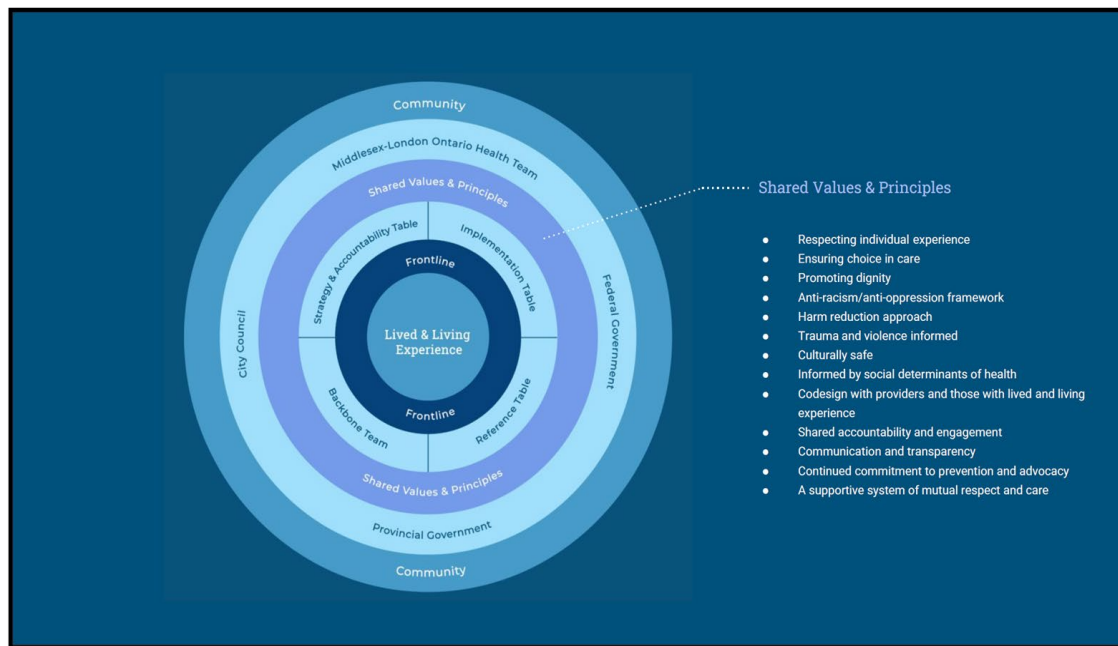 Community
Middlesex-London Ontario Health Team
Shared Values & Principles
Strategy & Accountability Table
Implementation Table
Frontline
Lived & Living
Experience
City Council
Federal Government
Frontline
Backbone Team
Reference Table
Shared Values & Principles
Provincial Government
Community
Shared Values & Principles
● Respecting individual experience
● Ensuring choice in care
● Promoting dignity
● Anti-racism/anti-oppression framework
● Harm reduction approach
● Trauma and violence informed
● Culturally safe
● Informed by social determinants of health
● Codesign with providers and those with lived and living
experience
● Shared accountability and engagement
● Communication and transparency
● Continued commitment to prevention and advocacy
● A supportive system of mutual respect and care